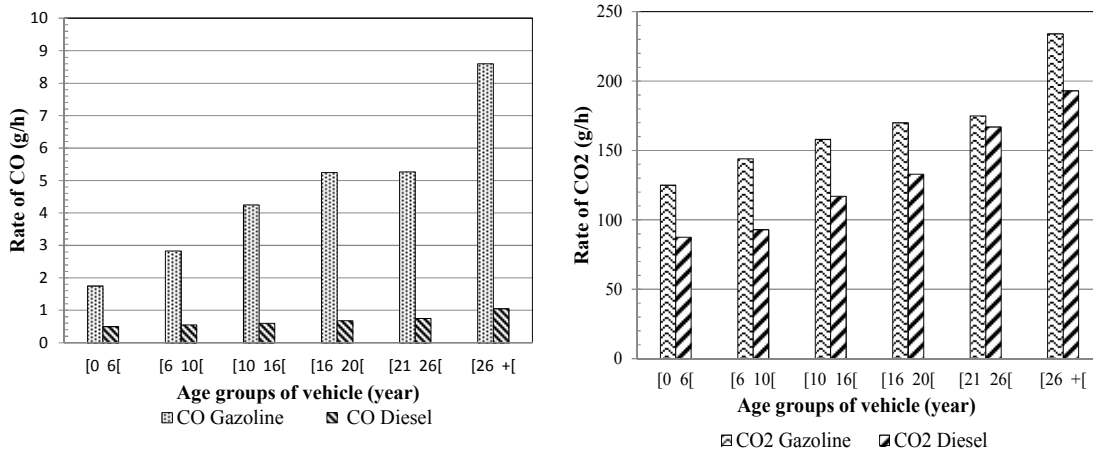 10
9
8
7
6
5
4
3
2
1
0
Rate of CO (g/h)
[0 6[ [6 10[ [10 16[ [16 20[ [21 26[ [26 +[
Age groups of vehicle (year)
CO Gazoline CO Diesel
250
200
150
100
50
0
Rate of CO2 (g/h)
[0 6[ [6 10[ [10 16[ [16 20[ [21 26[ [26 +[
Age groups of vehicle (year)
CO2 Gazoline CO2 Diesel